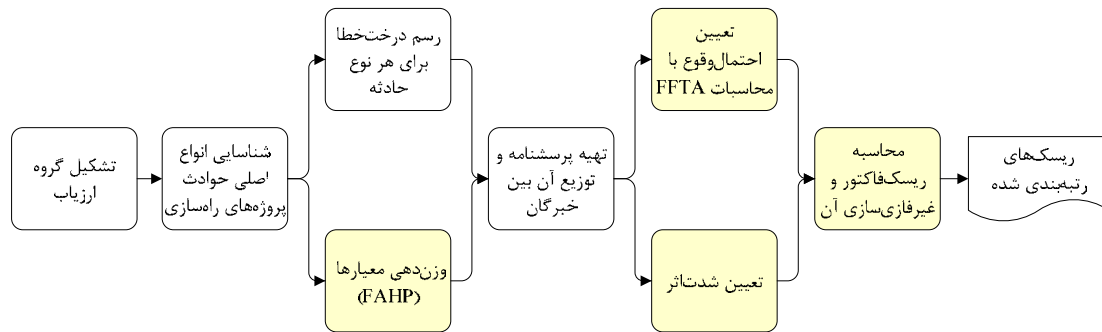 تشکیل گروه
ارزیاب
شناسایی انواع
اصلی حوادث
پروژه‌های راه‌سازی
رسم درخت‌خطا
برای هر نوع
حادثه
وزن‌دهی معیارها
(FAHP)
تهیه پرسشنامه و
توزیع آن بین
خبرگان
تعیین
احتمال‌وقوع با
محاسبات FFTA
تعیین شدت‌اثر
محاسبه
ریسک‌فاکتور و
غیرفازی‌سازی آن
ریسک‌های
رتبه‌بندی شده